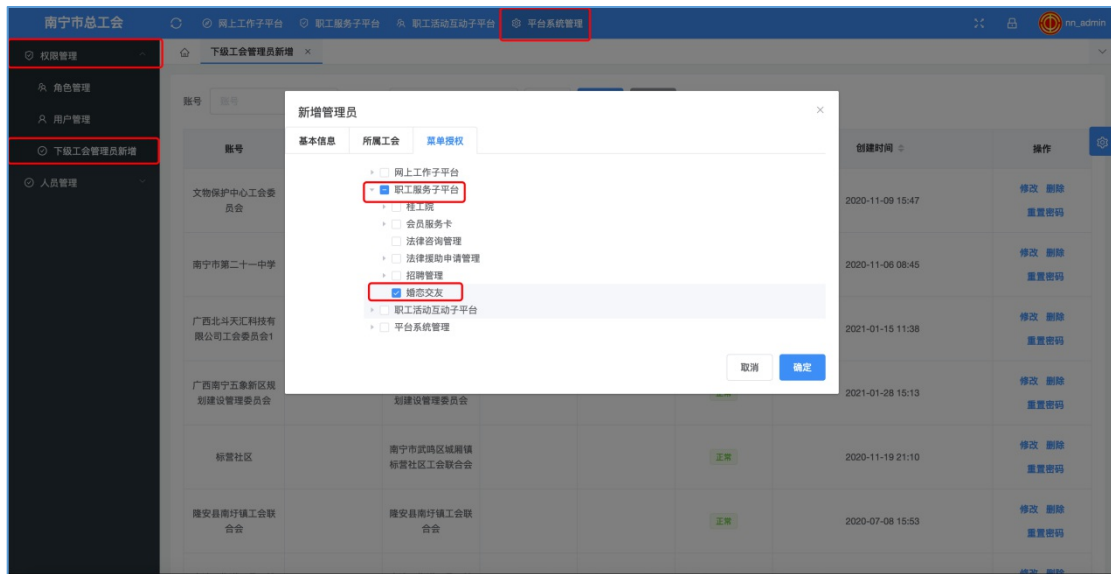 南宁市总工会
网上工作子平台
职工服务子平台
职工活动互动子平台
平台系统管理
nn_admin
权限管理
角色管理
用户管理
下级工会管理员新增
人员管理
下级工会管理员新增 ×
账号 账号
新增管理员 ×
基本信息 所属工会 菜单授权
网上工作子平台
职工服务子平台
桂工院
会员服务卡
法律咨询管理
法律援助申请管理
招聘管理
婚恋交友
职工活动互动子平台
平台系统管理
取消 确定
账号 创建时间 操作
文物保护中心工会委
员会
2020-11-09 15:47
修改 删除
重置密码
南宁市第二十一中学
2020-11-06 08:45
修改 删除
重置密码
广西北斗天汇科技有
限公司工会委员会1
2021-01-15 11:38
修改 删除
重置密码
广西南宁五象新区规
划建设管理委员会
划建设管理委员会
2021-01-28 15:13
修改 删除
重置密码
标营社区
南宁市武鸣区城厢镇
标营社区工会联合会
正常
2020-11-19 21:10
修改 删除
重置密码
隆安县南圩镇工会联
合会
隆安县南圩镇工会联
合会
正常
2020-07-08 15:53
修改 删除
重置密码
修改 删除